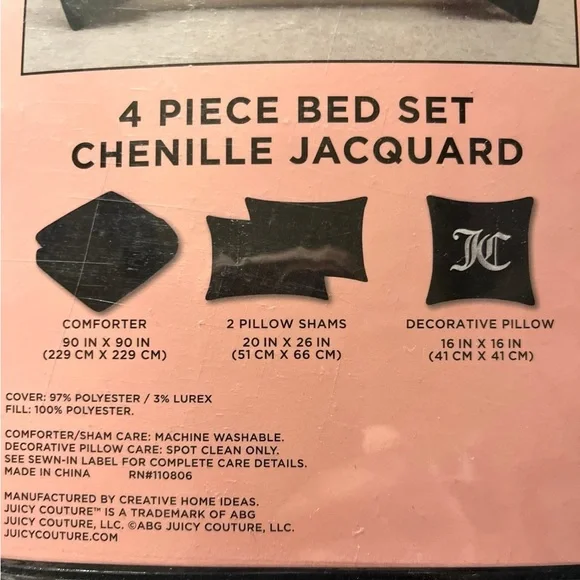 4 PIECE BED SET
CHENILLE JACQUARD
JC
COMFORTER
90 IN X 90 IN
(229 CM X 229 CM)
2 PILLOW SHAMS
20 IN X 26 IN
(51 CM X 66 CM)
DECORATIVE PILLOW
16 IN X 16 IN
(41 CM X 41 CM)
COVER: 97% POLYESTER / 3% LUREX
FILL: 100% POLYESTER.
COMFORTER/SHAM CARE: MACHINE WASHABLE.
DECORATIVE PILLOW CARE: SPOT CLEAN ONLY.
SEE SEWN-IN LABEL FOR COMPLETE CARE DETAILS.
MADE IN CHINA RN#110806
MANUFACTURED BY CREATIVE HOME IDEAS.
JUICY COUTURE™ IS A TRADEMARK OF ABG
JUICY COUTURE, LLC. ©ABG JUICY COUTURE, LLC.
JUICYCOUTURE.COM